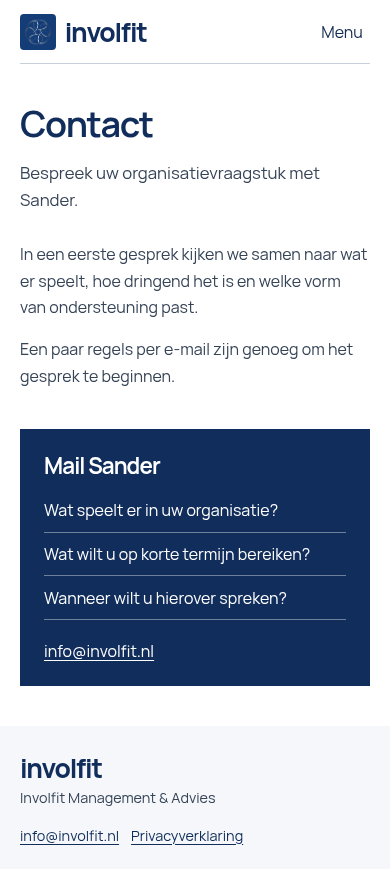 involfit
Menu
Contact
Bespreek uw organisatievraagstuk met
Sander.
In een eerste gesprek kijken we samen naar wat
er speelt, hoe dringend het is en welke vorm
van ondersteuning past.
Een paar regels per e-mail zijn genoeg om het
gesprek te beginnen.
Mail Sander
Wat speelt er in uw organisatie?
Wat wilt u op korte termijn bereiken?
Wanneer wilt u hierover spreken?
info@involfit.nl
involfit
Involfit Management & Advies
info@involfit.nl Privacyverklaring